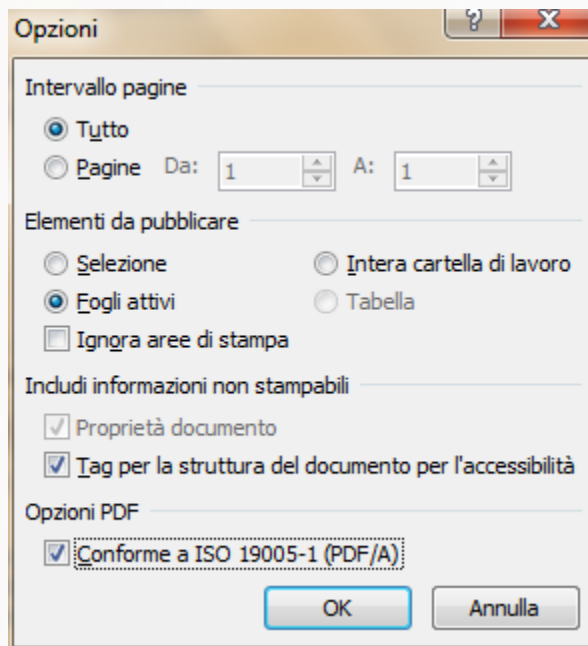 Opzioni
Intervallo pagine
Tutto
Pagine Da: 1 A: 1
Elementi da pubblicare
Selezione Intera cartella di lavoro
Fogli attivi Tabella
Ignora aree di stampa
Includi informazioni non stampabili
Proprietà documento
Tag per la struttura del documento per l'accessibilità
Opzioni PDF
Conforme a ISO 19005-1 (PDF/A)
OK Annulla